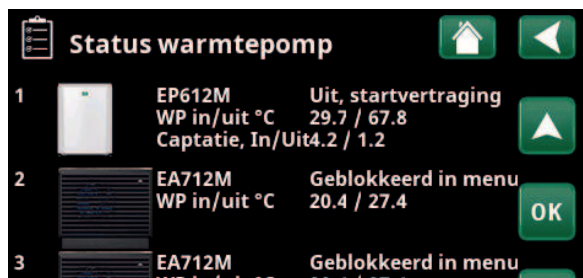 Status warmtepomp
1 EP612M Uit, startvertraging
WP in/uit °C 29.7 / 67.8
Captatie, In/Uit4.2 / 1.2
2 EA712M Geblokkeerd in menu
WP in/uit °C 20.4 / 27.4
OK
3 EA712M Geblokkeerd in menu